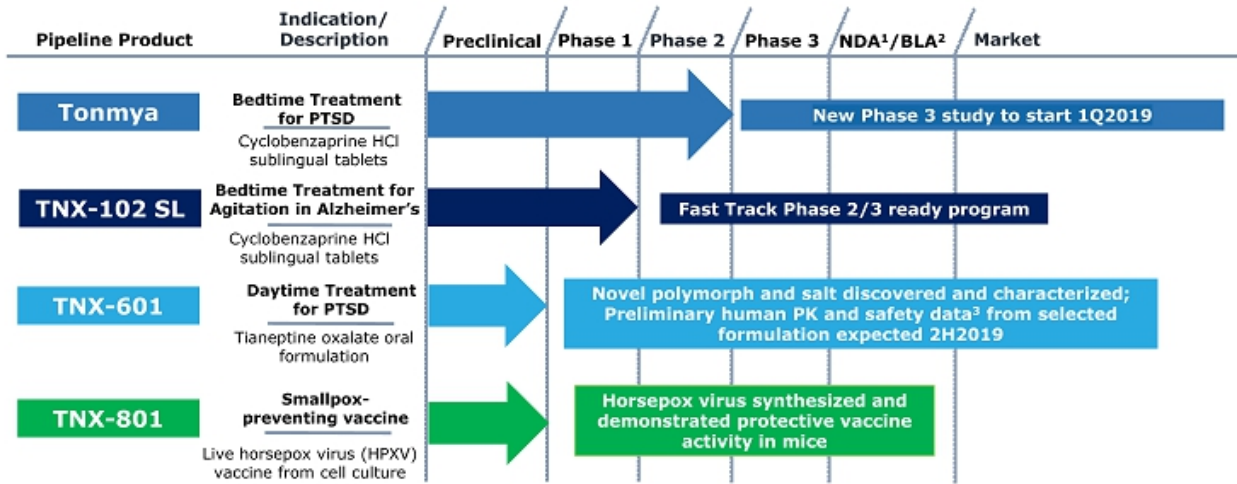 Indication/
Pipeline Product Description Preclinical Phase 1 Phase 2 Phase 3 NDA¹/BLA² Market
Tonmya
Bedtime Treatment
for PTSD
Cyclobenzaprine HCl
sublingual tablets
New Phase 3 study to start 1Q2019
TNX-102 SL
Bedtime Treatment for
Agitation in Alzheimer's
Cyclobenzaprine HCl
sublingual tablets
Fast Track Phase 2/3 ready program
TNX-601
Daytime Treatment
for PTSD
Tianeptine oxalate oral
formulation
Novel polymorph and salt discovered and characterized;
Preliminary human PK and safety data³ from selected
formulation expected 2H2019
TNX-801
Smallpox-
preventing vaccine
Live horsepox virus (HPXV)
vaccine from cell culture
Horsepox virus synthesized and
demonstrated protective vaccine
activity in mice